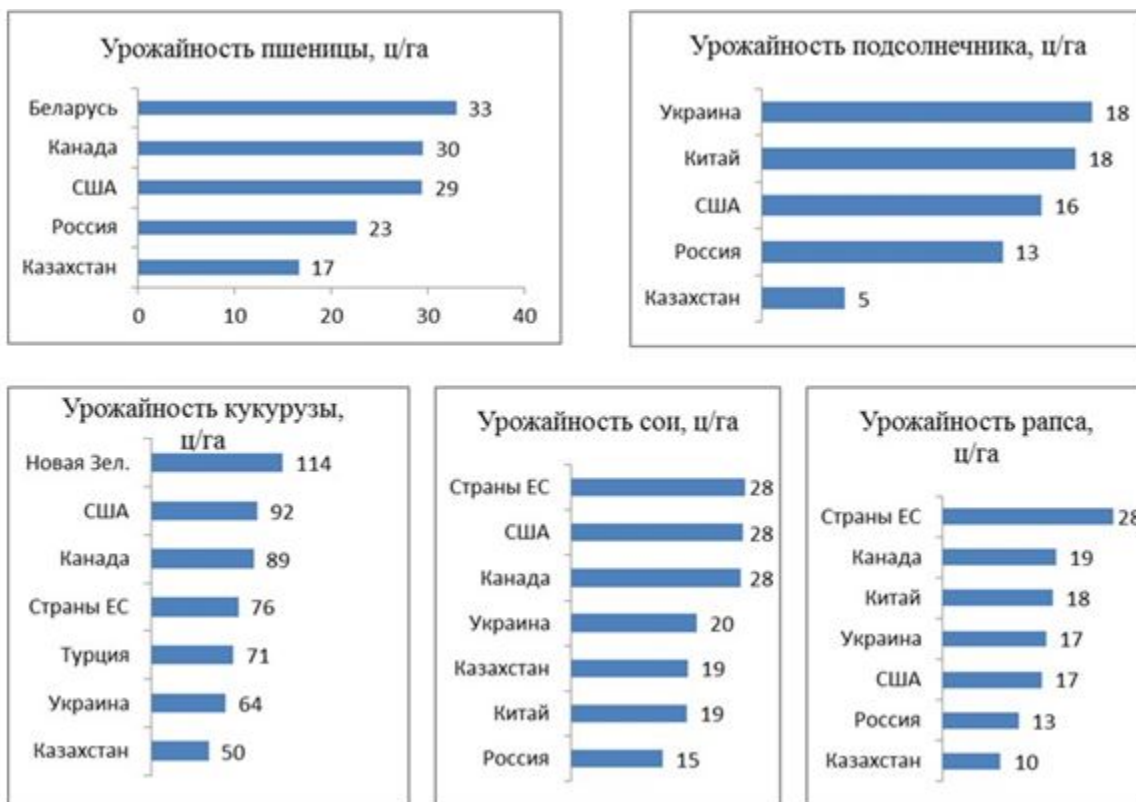 Урожайность пшеницы, ц/га
Беларусь 33
Канада 30
США 29
Россия 23
Казахстан 17
0 10 20 30 40
Урожайность подсолнечника, ц/га
Украина 18
Китай 18
США 16
Россия 13
Казахстан 5
Урожайность кукурузы,
ц/га
Новая Зел. 114
США 92
Канада 89
Страны ЕС 76
Турция 71
Украина 64
Казахстан 50
Урожайность сои, ц/га
Страны ЕС 28
США 28
Канада 28
Украина 20
Казахстан 19
Китай 19
Россия 15
Урожайность рапса,
ц/га
Страны ЕС 28
Канада 19
Китай 18
Украина 17
США 17
Россия 13
Казахстан 10